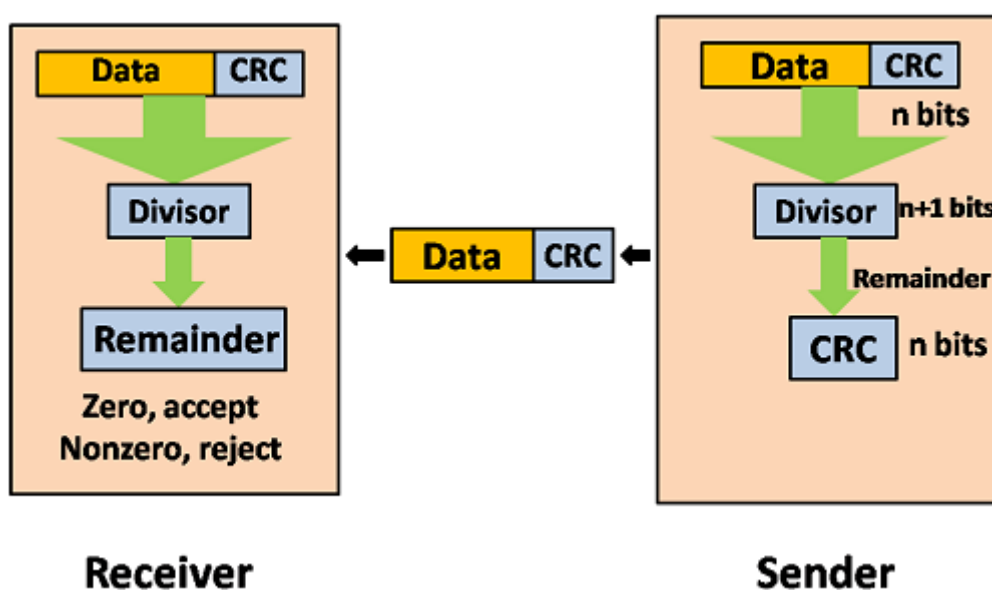 Data CRC
Divisor
Remainder
Zero, accept
Nonzero, reject
Receiver
Data CRC
Data CRC
n bits
Divisor n+1 bits
Remainder
CRC n bits
Sender